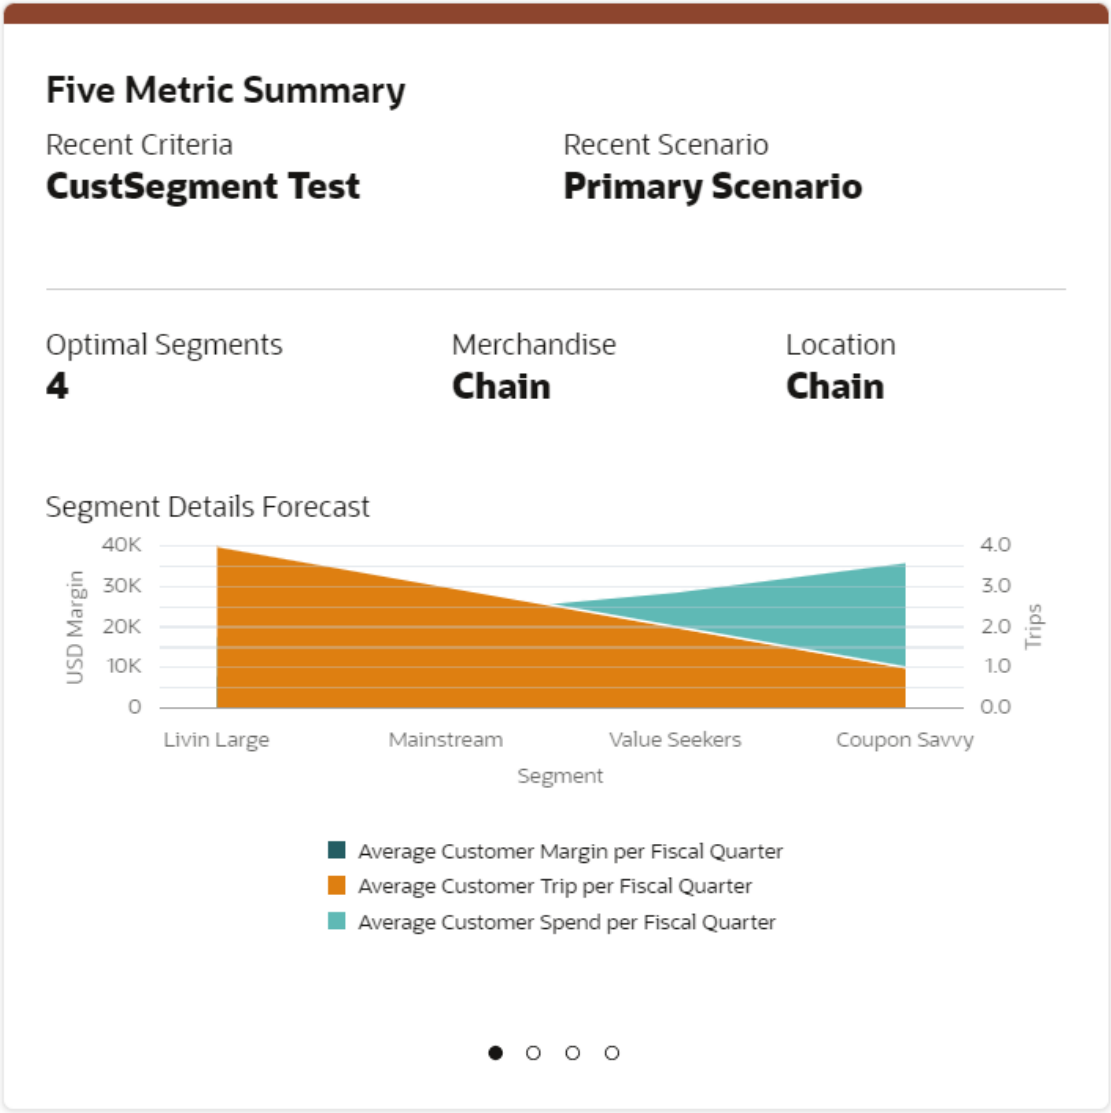 Five Metric Summary
Recent Criteria Recent Scenario
CustSegment Test Primary Scenario
Optimal Segments Merchandise Location
4 Chain Chain
Segment Details Forecast
40K 4.0
30K 3.0
20K 2.0
10K 1.0
0 0.0
USD Margin
Trips
Livin Large Mainstream Value Seekers Coupon Savvy
Segment
Average Customer Margin per Fiscal Quarter
Average Customer Trip per Fiscal Quarter
Average Customer Spend per Fiscal Quarter